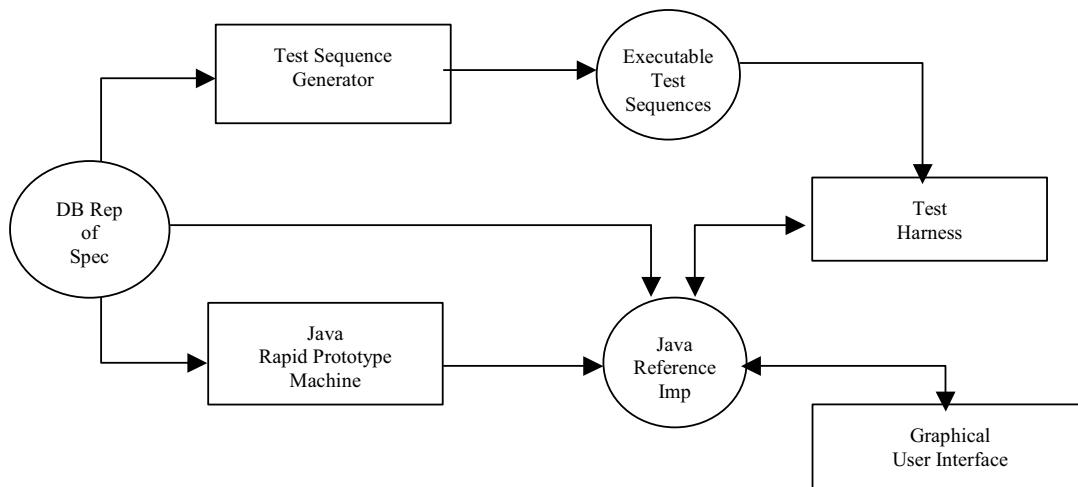 Test Sequence
Generator
Executable
Test
Sequences
DB Rep
of
Spec
Test
Harness
Java
Rapid Prototype
Machine
Java
Reference
Imp
Graphical
User Interface